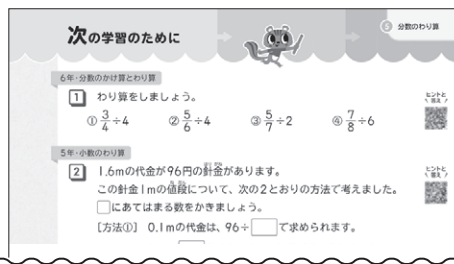 次の学習のために
⑤ 分数のわり算
6年・分数のかけ算とわり算
1 わり算をしましょう。
① 3/4÷4 ② 5/6÷4 ③ 5/7÷2 ④ 7/8÷6
ヒントと
答え
5年・小数のわり算
2 1.6mの代金が96円の針金があります。
この針金1mの値段について、次の2とおりの方法で考えました。
□にあてはまる数をかきましょう。
[方法①] 0.1mの代金は、96÷□で求められます。
ヒントと
答え